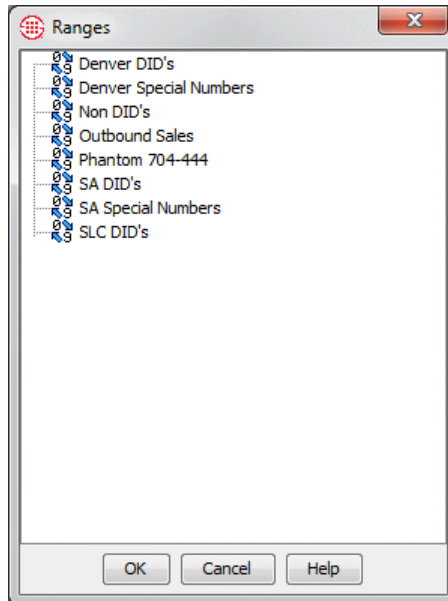 Ranges
Denver DID's
Denver Special Numbers
Non DID's
Outbound Sales
Phantom 704-444
SA DID's
SA Special Numbers
SLC DID's
OK Cancel Help